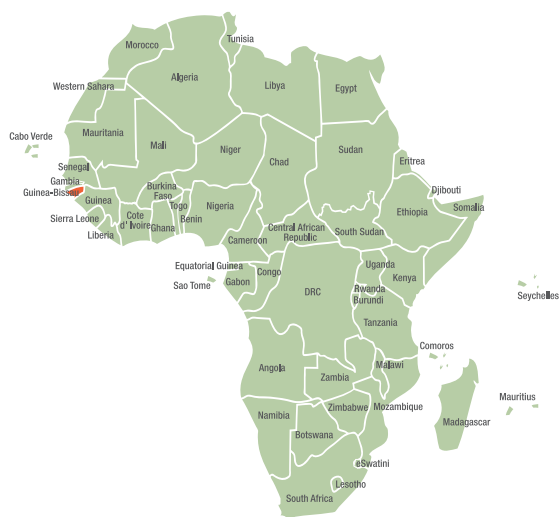 Tunisia
Morocco
Algeria
Libya
Egypt
Western Sahara
Mauritania
Mali
Niger
Chad
Sudan
Eritrea
Cabo Verde
Senegal
Gambia
Guinea-Bissau
Guinea
Burkina
Faso
Togo
Benin
Nigeria
Djibouti
Somalia
Ethiopia
Sierra Leone
Liberia
Cote
d' Ivoire
Ghana
Cameroon
Central African
Republic
South Sudan
Equatorial Guinea
Sao Tome
Gabon
Congo
DRC
Uganda
Kenya
Rwanda
Burundi
Tanzania
Seychelles
Comoros
Angola
Zambia
Malawi
Mozambique
Mauritius
Madagascar
Namibia
Zimbabwe
Botswana
eSwatini
Lesotho
South Africa